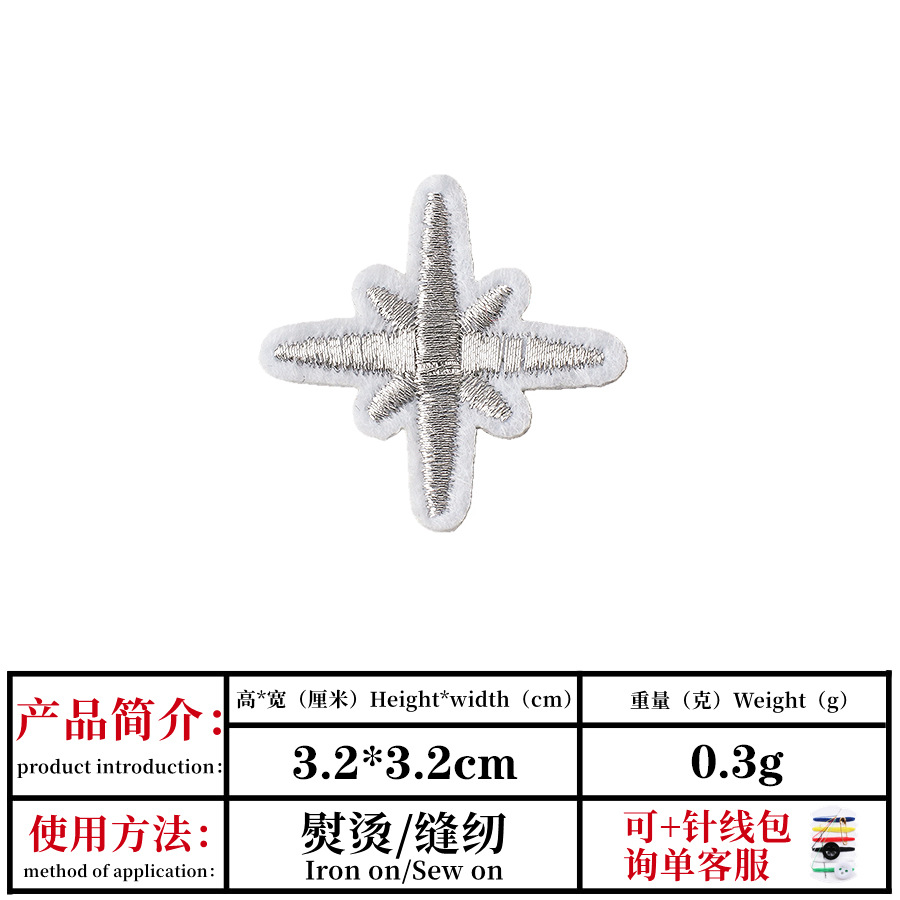 产品简介：
product introduction：
高*宽（厘米）Height*width（cm）
重量（克）Weight（g）
3.2*3.2cm
0.3g
使用方法：
method of application：
熨烫/缝纫
Iron on/Sew on
可+针线包
询单客服